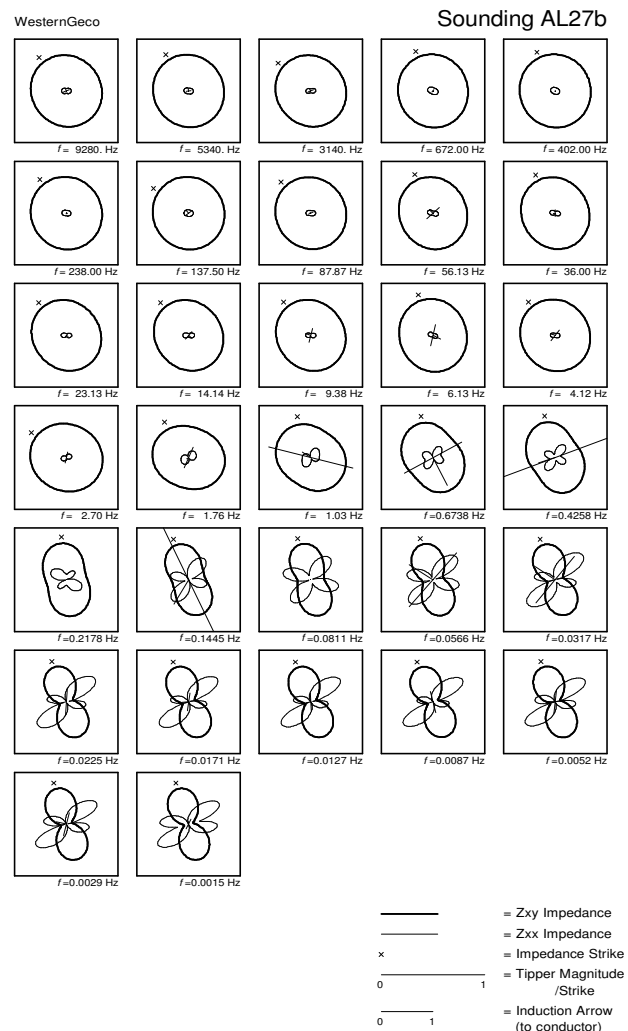 WesternGeco
Sounding AL27b
f = 9280. Hz
f = 5340. Hz
f = 3140. Hz
f = 672.00 Hz
f = 402.00 Hz
f = 238.00 Hz
f = 137.50 Hz
f = 87.87 Hz
f = 56.13 Hz
f = 36.00 Hz
f = 23.13 Hz
f = 14.14 Hz
f = 9.38 Hz
f = 6.13 Hz
f = 4.12 Hz
f = 2.70 Hz
f = 1.76 Hz
f = 1.03 Hz
f =0.6738 Hz
f =0.4258 Hz
f =0.2178 Hz
f =0.1445 Hz
f =0.0811 Hz
f =0.0566 Hz
f =0.0317 Hz
f =0.0225 Hz
f =0.0171 Hz
f =0.0127 Hz
f =0.0087 Hz
f =0.0052 Hz
f =0.0029 Hz
f =0.0015 Hz
= Zxy Impedance
= Zxx Impedance
× = Impedance Strike
= Tipper Magnitude
0 1 /Strike
= Induction Arrow
0 1 (to conductor)